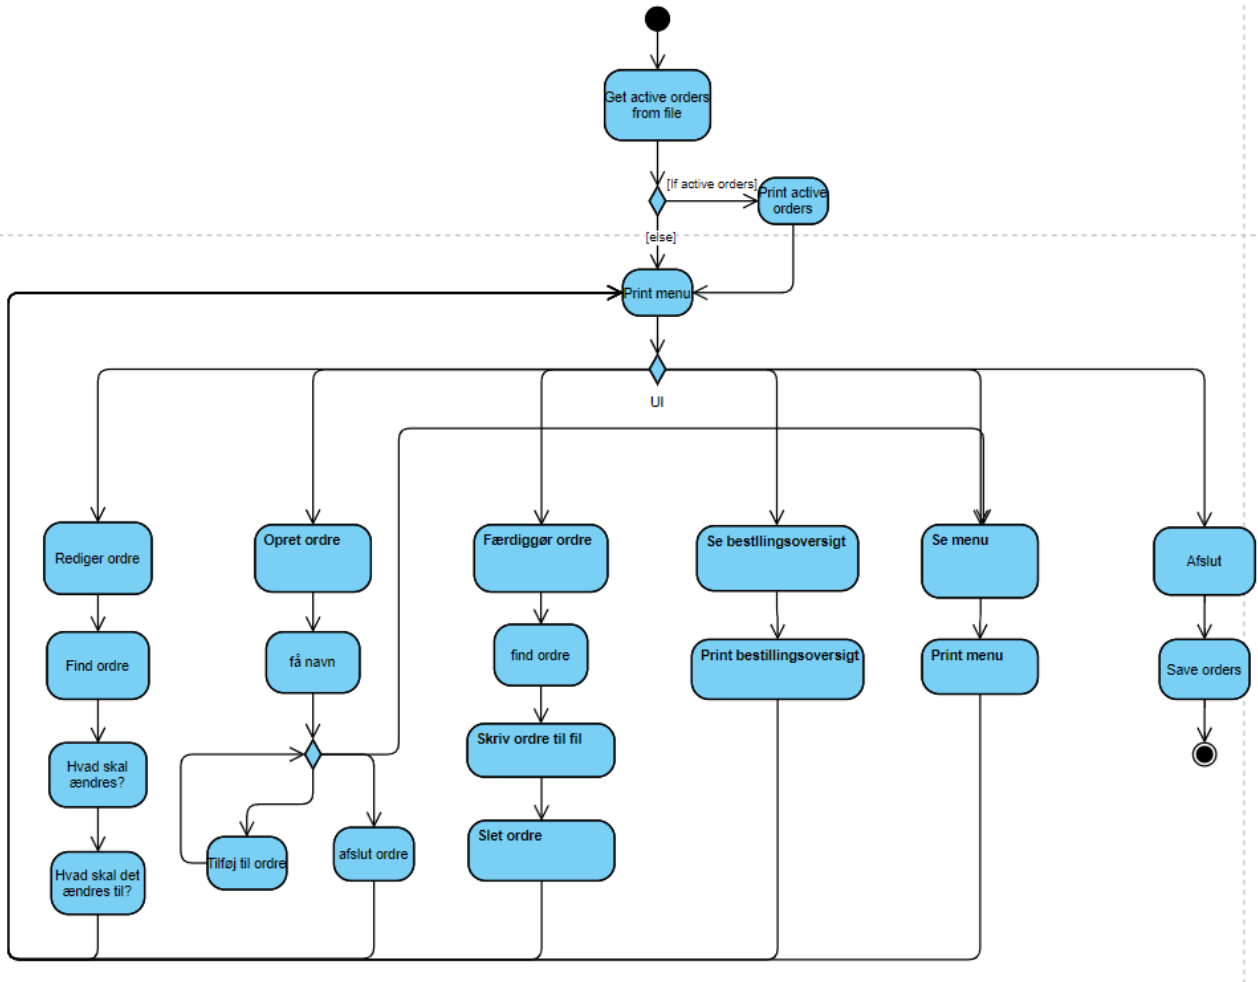 Get active orders
from file
[If active orders]
Print active
orders
[else]
Print menu
UI
Rediger ordre
Opret ordre
Færdiggør ordre
Se bestllingsoversigt
Se menu
Afslut
Find ordre
få navn
find ordre
Print bestillingsoversigt
Print menu
Save orders
Hvad skal
ændres?
Skriv ordre til fil
Hvad skal det
ændres til?
Tilføj til ordre
afslut ordre
Slet ordre